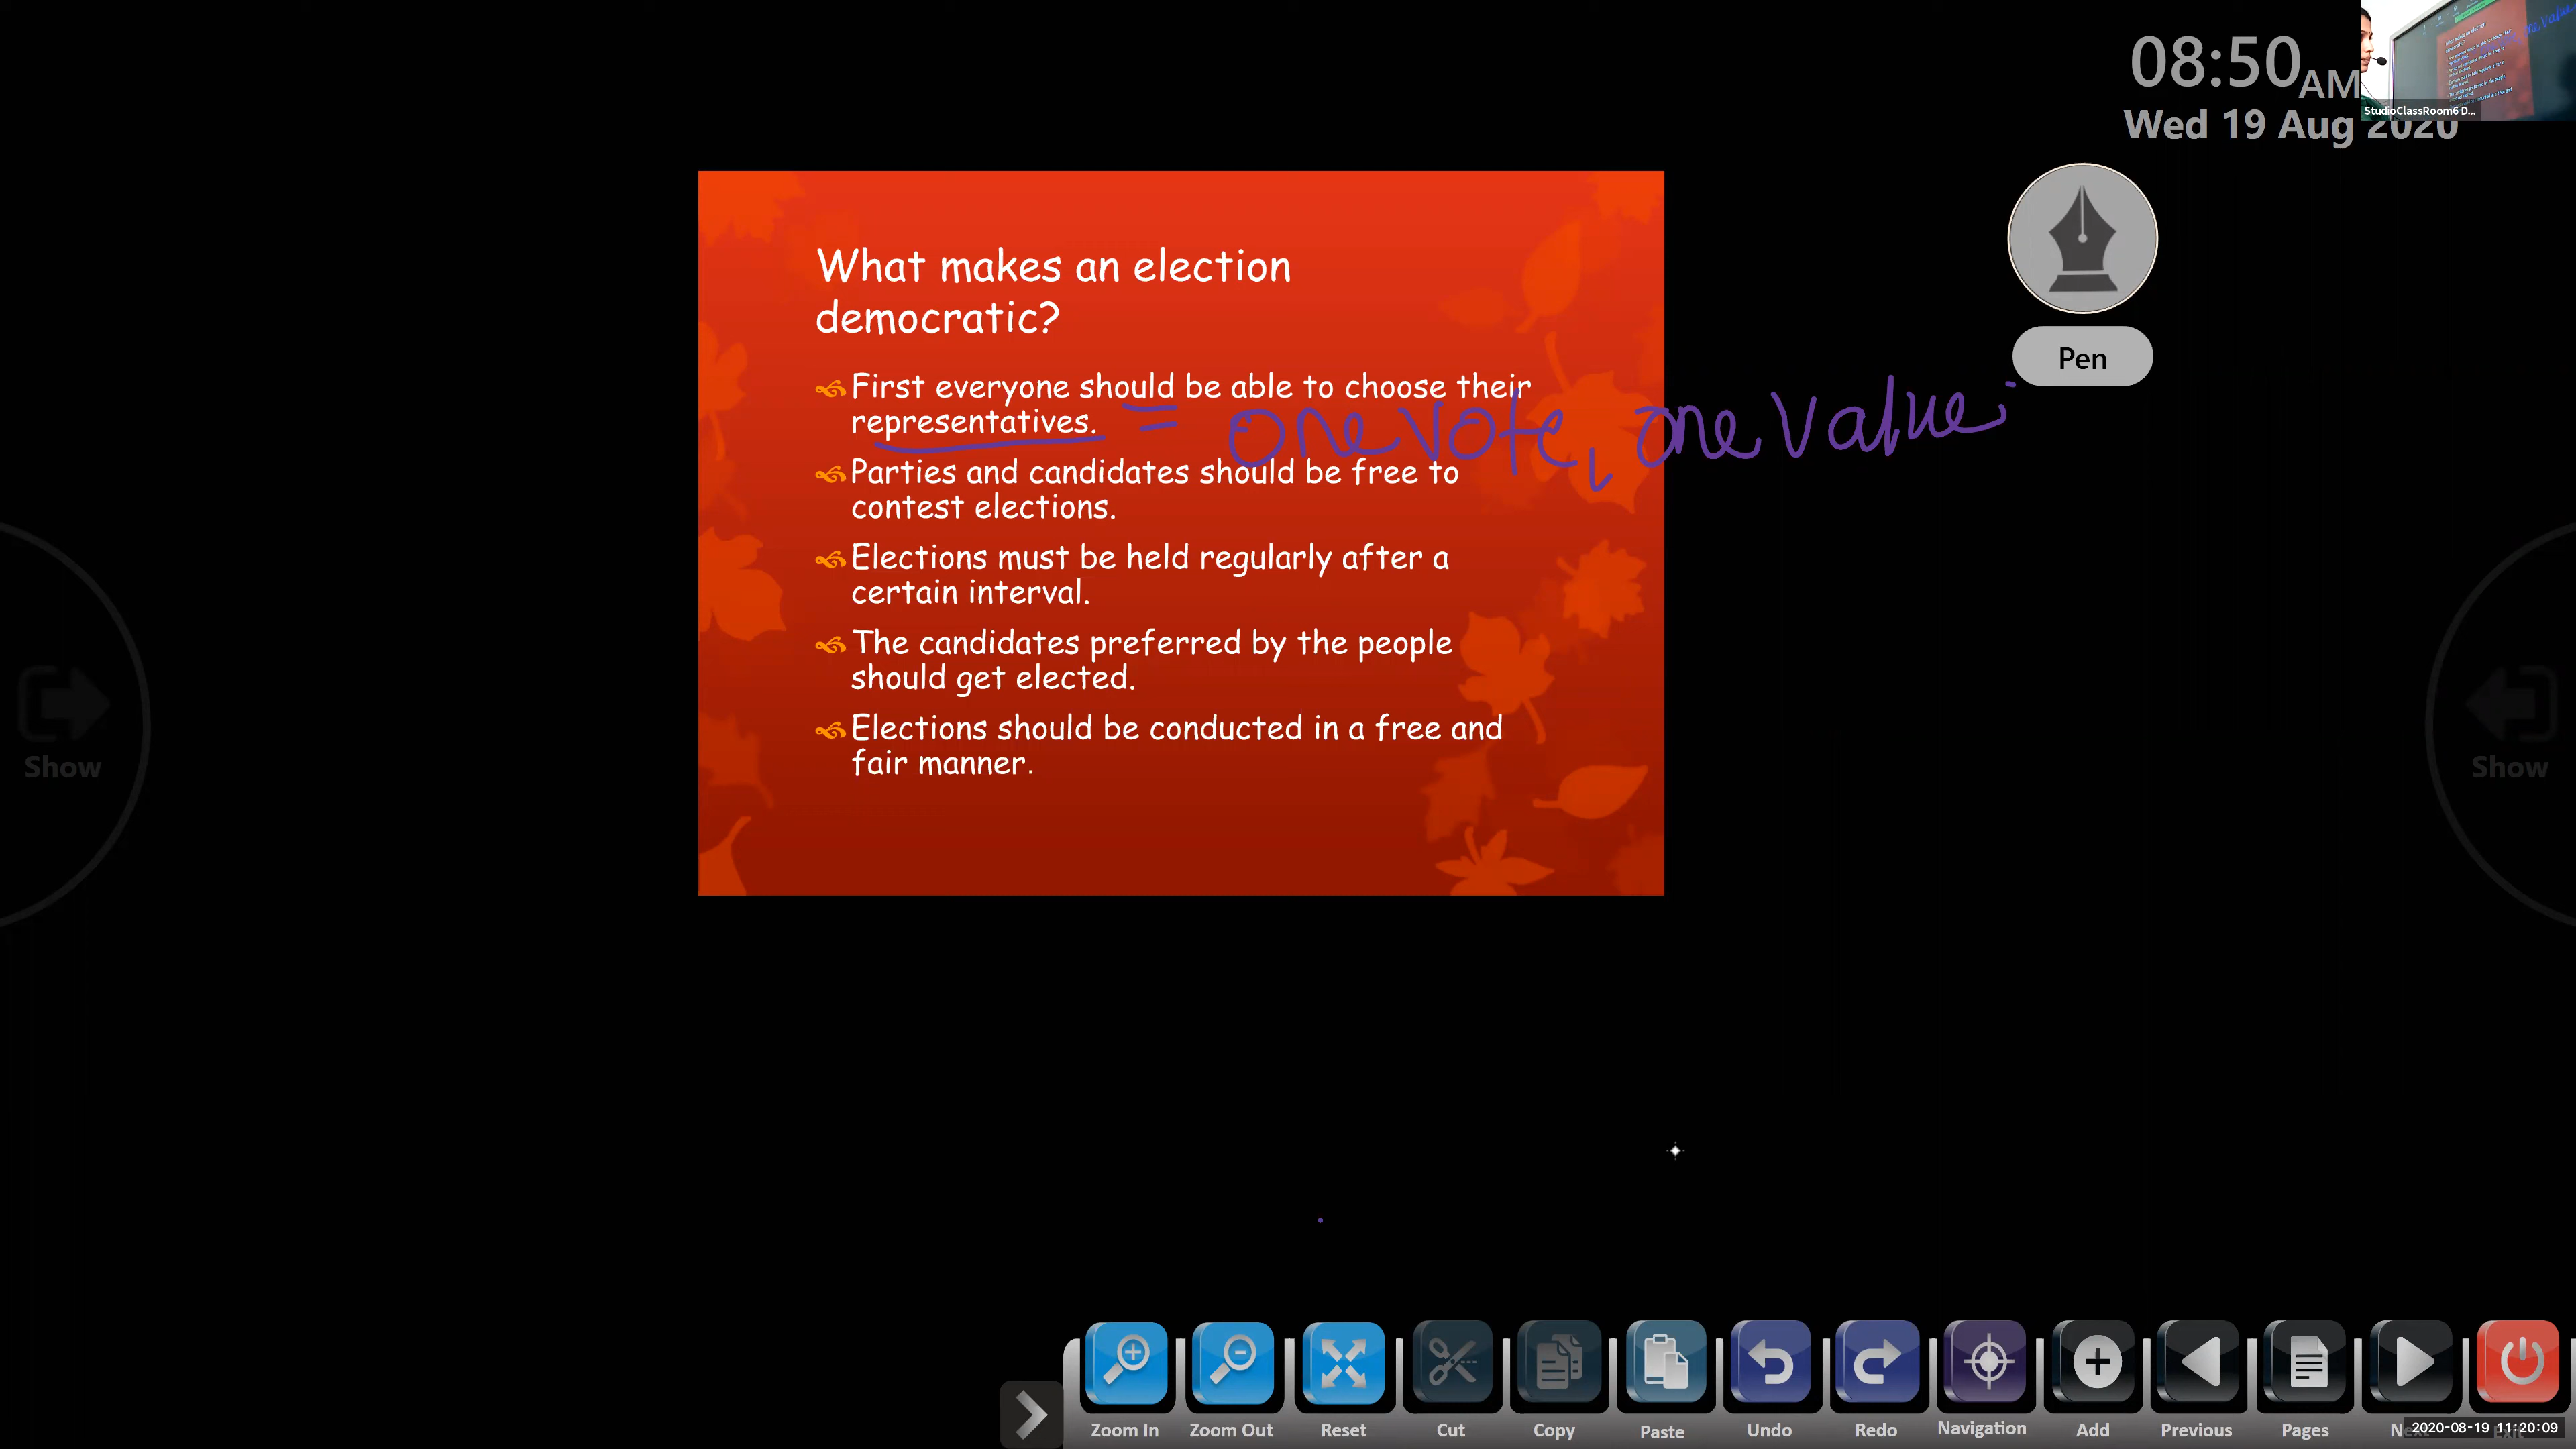 08:50 AM
Wed 19 Aug 2020
StudioClassRoom6 D...
Pen
What makes an election
democratic?
First everyone should be able to choose their
representatives. = one vote, one value
Parties and candidates should be free to
contest elections.
Elections must be held regularly after a
certain interval.
The candidates preferred by the people
should get elected.
Elections should be conducted in a free and
fair manner.
Show
Show
Zoom In Zoom Out Reset Cut Copy Paste Undo Redo Navigation Add Previous Pages
2020-08-19 11:20:09